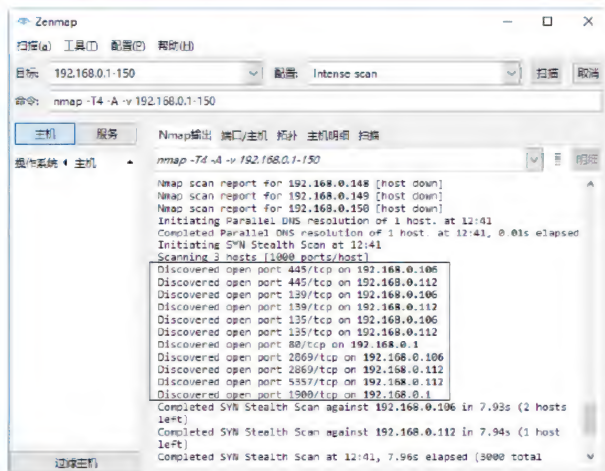 Zenmap
扫描(a) 工具(T) 配置(P) 帮助(H)
目标: 192.168.0.1-150 配置: Intense scan 扫描 取消
命令: nmap -T4 -A -v 192.168.0.1-150
主机 服务 Nmap输出 端口/主机 拓扑 主机明细 扫描
操作系统 主机 nmap -T4 -A -v 192.168.0.1-150 明细
Nmap scan report for 192.168.0.148 [host down]
Nmap scan report for 192.168.0.149 [host down]
Nmap scan report for 192.168.0.150 [host down]
Initiating Parallel DNS resolution of 1 host. at 12:41
Completed Parallel DNS resolution of 1 host. at 12:41, 0.01s elapsed
Initiating SYN Stealth Scan at 12:41
Scanning 3 hosts [1000 ports/host]
Discovered open port 445/tcp on 192.168.0.106
Discovered open port 445/tcp on 192.168.0.112
Discovered open port 139/tcp on 192.168.0.106
Discovered open port 139/tcp on 192.168.0.112
Discovered open port 135/tcp on 192.168.0.106
Discovered open port 135/tcp on 192.168.0.112
Discovered open port 80/tcp on 192.168.0.1
Discovered open port 2869/tcp on 192.168.0.106
Discovered open port 2869/tcp on 192.168.0.112
Discovered open port 5357/tcp on 192.168.0.112
Discovered open port 1900/tcp on 192.168.0.1
Completed SYN Stealth Scan against 192.168.0.106 in 7.93s (2 hosts
left)
Completed SYN Stealth Scan against 192.168.0.112 in 7.94s (1 host
left)
Completed SYN Stealth Scan at 12:41, 7.96s elapsed (3000 total
过滤主机